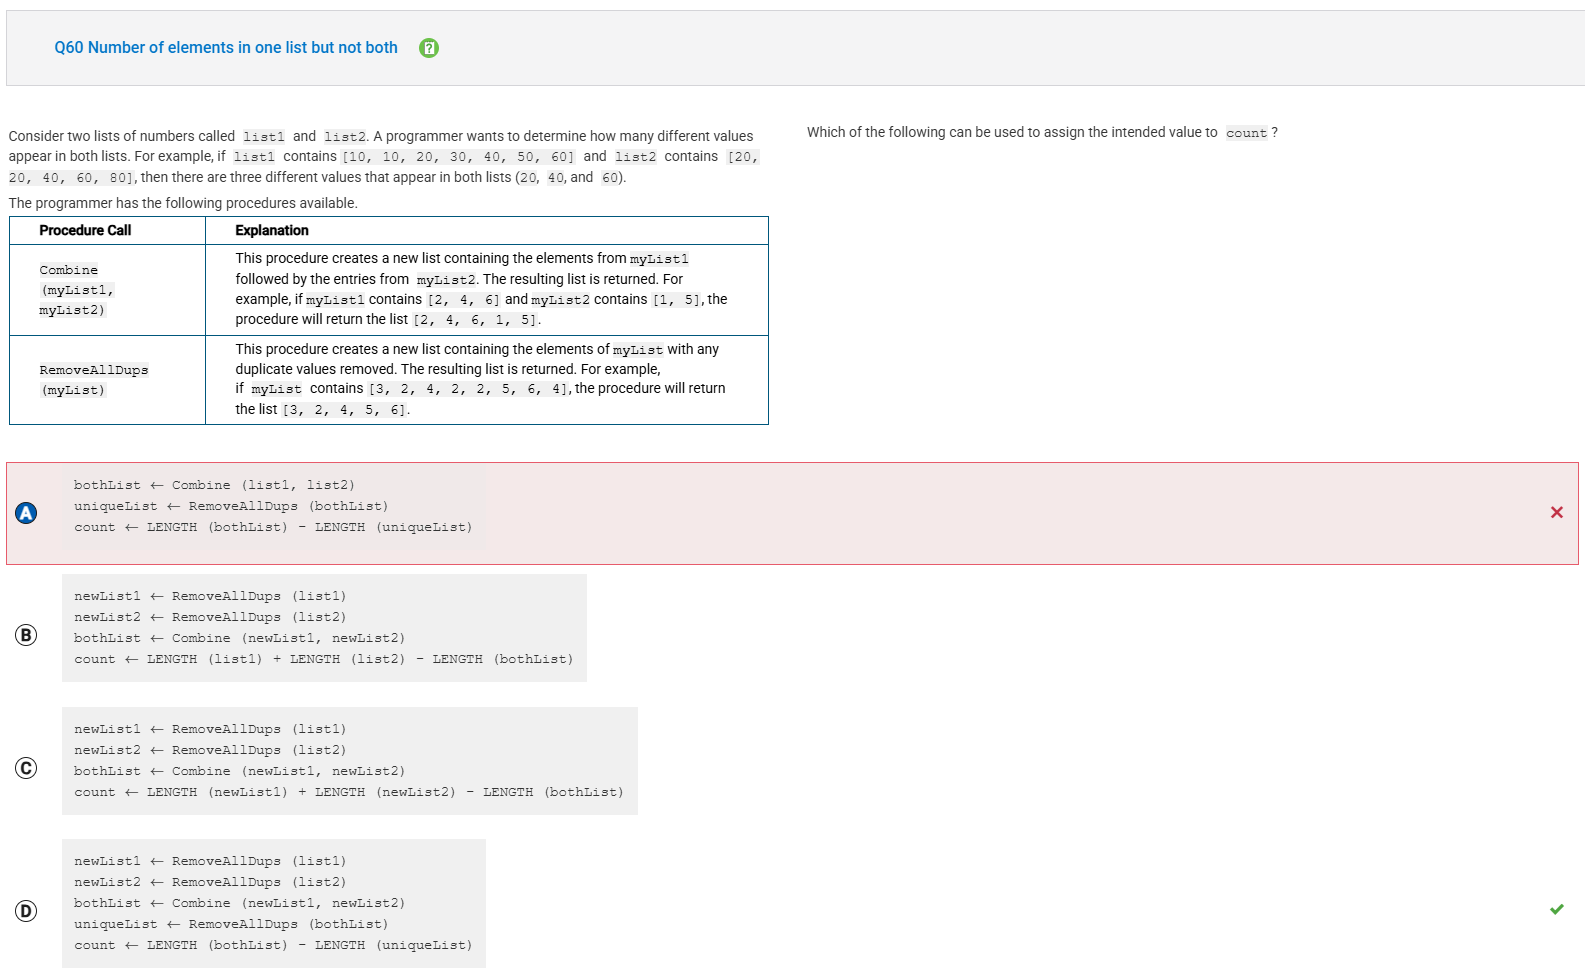 Q60 Number of elements in one list but not both
Consider two lists of numbers called list1 and list2. A programmer wants to determine how many different values
appear in both lists. For example, if list1 contains [10, 10, 20, 30, 40, 50, 60] and list2 contains [20,
20, 40, 60, 80], then there are three different values that appear in both lists (20, 40, and 60).
The programmer has the following procedures available.
Procedure Call Explanation
Combine
(myList1,
myList2)
This procedure creates a new list containing the elements from myList1
followed by the entries from myList2. The resulting list is returned. For
example, if myList1 contains [2, 4, 6] and myList2 contains [1, 5], the
procedure will return the list [2, 4, 6, 1, 5].
RemoveAllDups
(myList)
This procedure creates a new list containing the elements of myList with any
duplicate values removed. The resulting list is returned. For example,
if myList contains [3, 2, 4, 2, 2, 5, 6, 4], the procedure will return
the list [3, 2, 4, 5, 6].
Which of the following can be used to assign the intended value to count ?
A
bothList ← Combine (list1, list2)
uniqueList ← RemoveAllDups (bothList)
count ← LENGTH (bothList) - LENGTH (uniqueList)
B
newList1 ← RemoveAllDups (list1)
newList2 ← RemoveAllDups (list2)
bothList ← Combine (newList1, newList2)
count ← LENGTH (list1) + LENGTH (list2) - LENGTH (bothList)
C
newList1 ← RemoveAllDups (list1)
newList2 ← RemoveAllDups (list2)
bothList ← Combine (newList1, newList2)
count ← LENGTH (newList1) + LENGTH (newList2) - LENGTH (bothList)
D
newList1 ← RemoveAllDups (list1)
newList2 ← RemoveAllDups (list2)
bothList ← Combine (newList1, newList2)
uniqueList ← RemoveAllDups (bothList)
count ← LENGTH (bothList) - LENGTH (uniqueList)